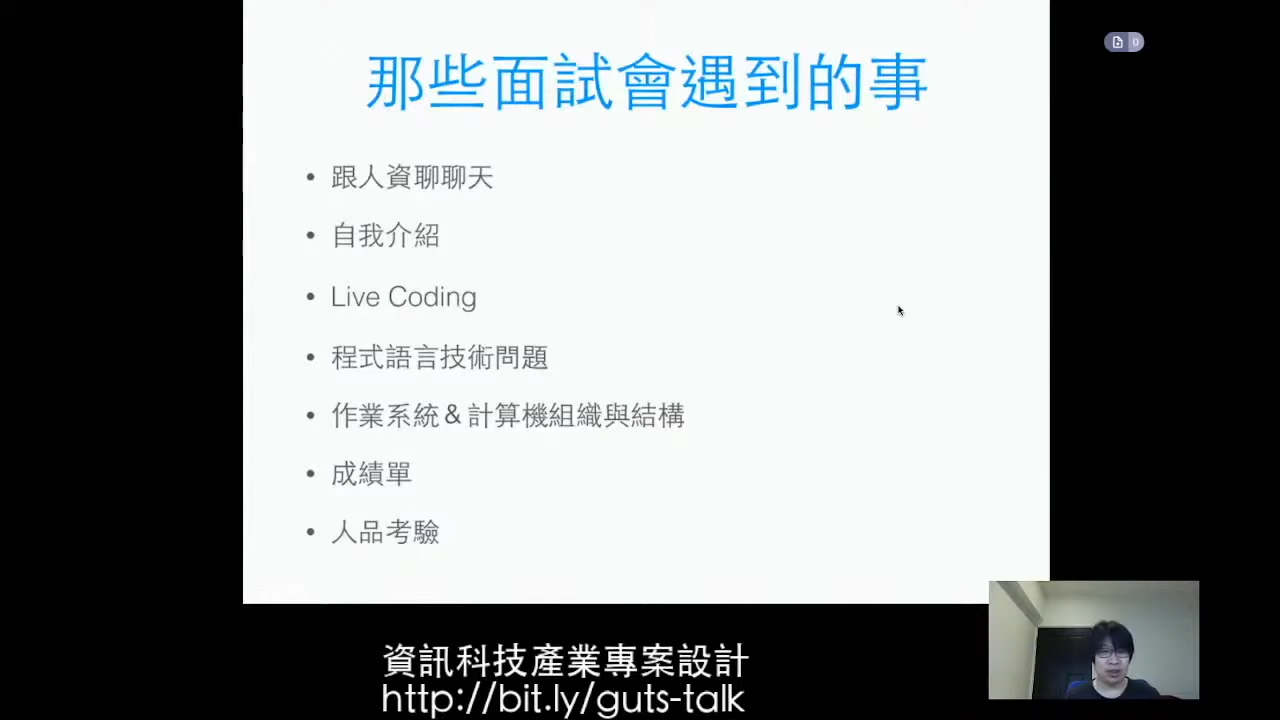 那些面試會遇到的事
0
• 跟人資聊聊天
• 自我介紹
• Live Coding
• 程式語言技術問題
• 作業系統&計算機組織與結構
• 成績單
• 人品考驗
資訊科技產業專案設計
http://bit.ly/guts-talk